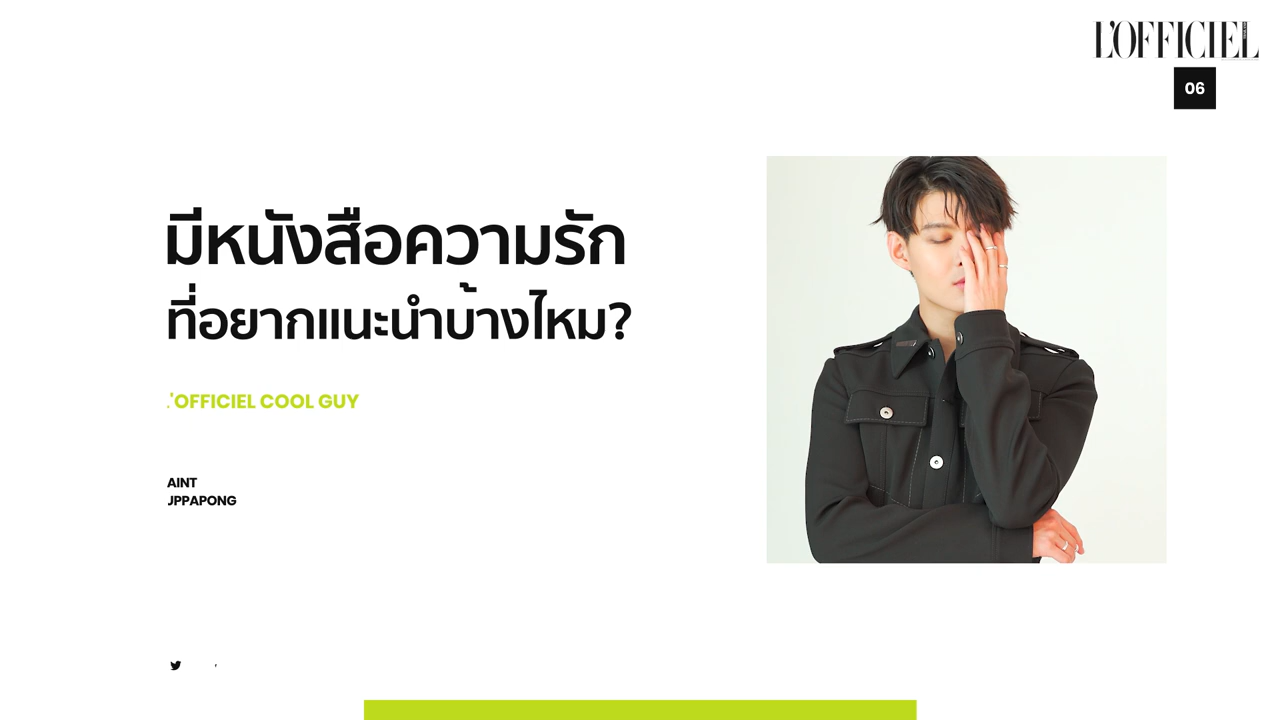 L'OFFICIEL
06
มีหนังสือความรัก
ที่อยากแนะนำบ้างไหม?
'OFFICIEL COOL GUY
AINT
JPPAPONG